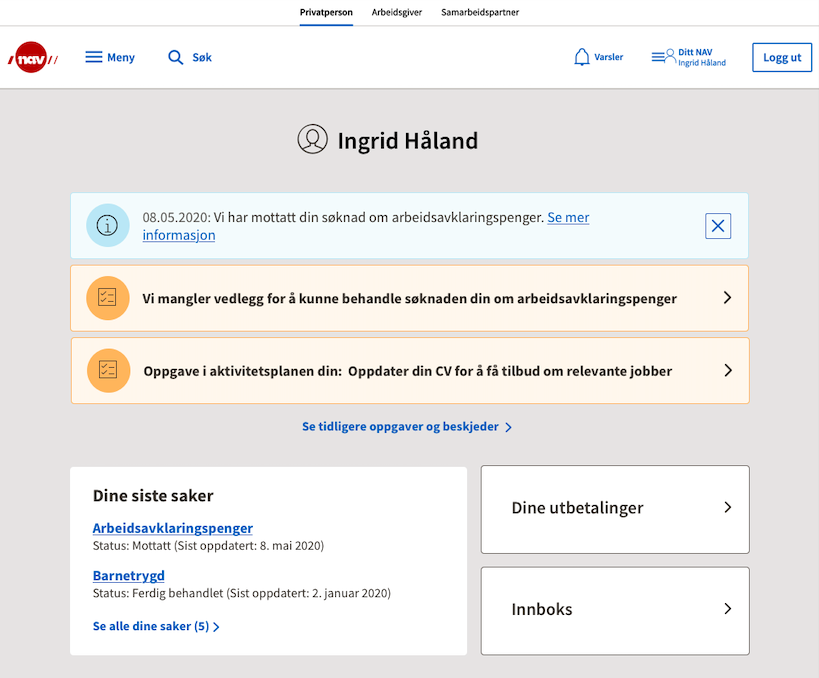 Privatperson Arbeidsgiver Samarbeidspartner
nav Meny Søk Varsler Ditt NAV Logg ut
Ingrid Håland
Ingrid Håland
08.05.2020: Vi har mottatt din søknad om arbeidsavklaringspenger. Se mer
informasjon
Vi mangler vedlegg for å kunne behandle søknaden din om arbeidsavklaringspenger
Oppgave i aktivitetsplanen din: Oppdater din CV for å få tilbud om relevante jobber
Se tidligere oppgaver og beskjeder
Dine siste saker
Arbeidsavklaringspenger
Status: Mottatt (Sist oppdatert: 8. mai 2020)
Barnetrygd
Status: Ferdig behandlet (Sist oppdatert: 2. januar 2020)
Se alle dine saker (5)
Dine utbetalinger
Innboks